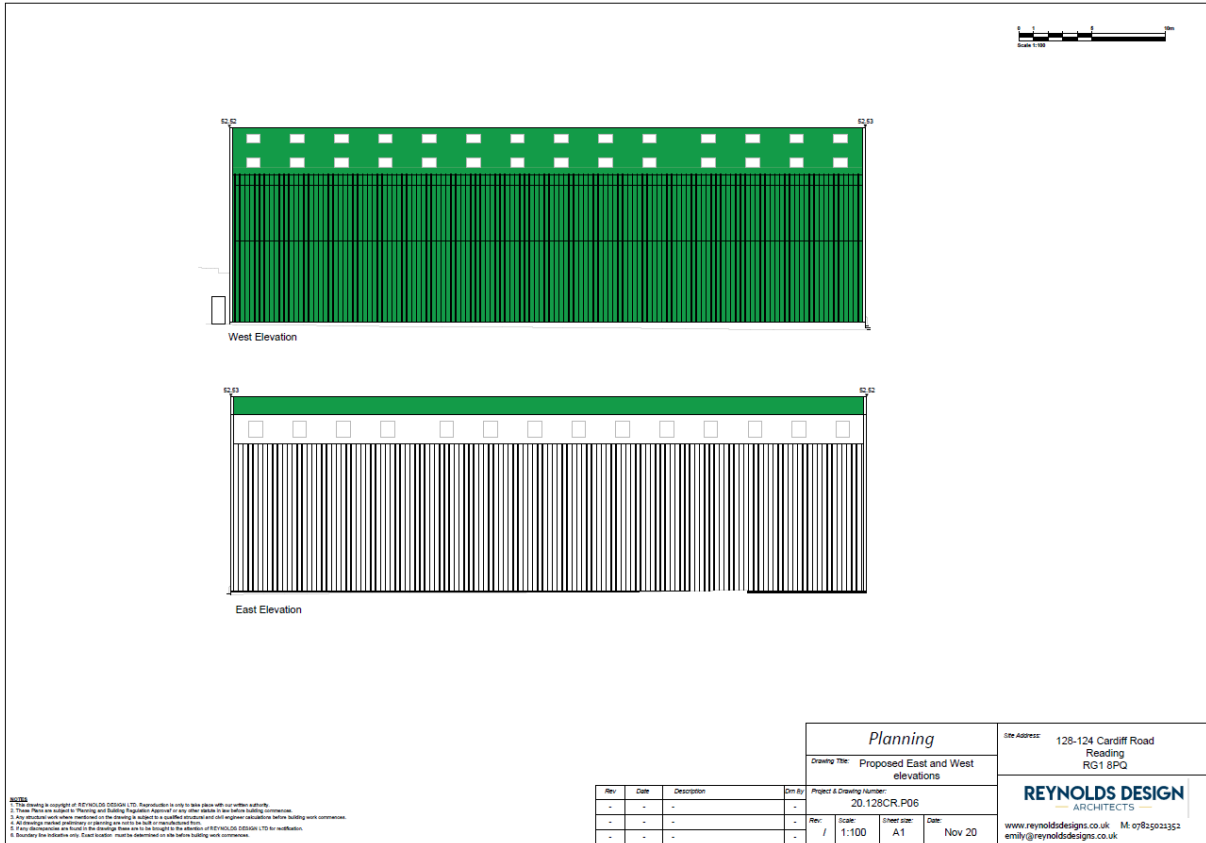 0 1 5 10m
Scale 1:100
52.52 52.53
West Elevation
52.53 52.52
East Elevation
NOTES
1. This drawing is copyright of: REYNOLDS DESIGN LTD. Reproduction is only to take place with our written authority.
2. These Plans are subject to 'Planning and Building Regulation Approval' or any other statute in law before building commences.
3. Any structural work where mentioned on the drawing is subject to a qualified structural and civil engineer calculations before building work commences.
4. All drawings marked preliminary or planning are not to be built or manufactured from.
5. If any discrepancies are found in the drawings these are to be brought to the attention of REYNOLDS DESIGN LTD for rectification.
6. Boundary line indicative only. Exact location must be determined on site before building work commences.
Rev Date Description Drn By
- - - -
- - - -
- - - -
Planning
Drawing Title: Proposed East and West
elevations
Project & Drawing Number:
20.128CR.P06
Rev: Scale: Sheet size: Date:
/ 1:100 A1 Nov 20
Site Address: 128-124 Cardiff Road
Reading
RG1 8PQ
REYNOLDS DESIGN
ARCHITECTS
www.reynoldsdesigns.co.uk M: 07825021352
emily@reynoldsdesigns.co.uk